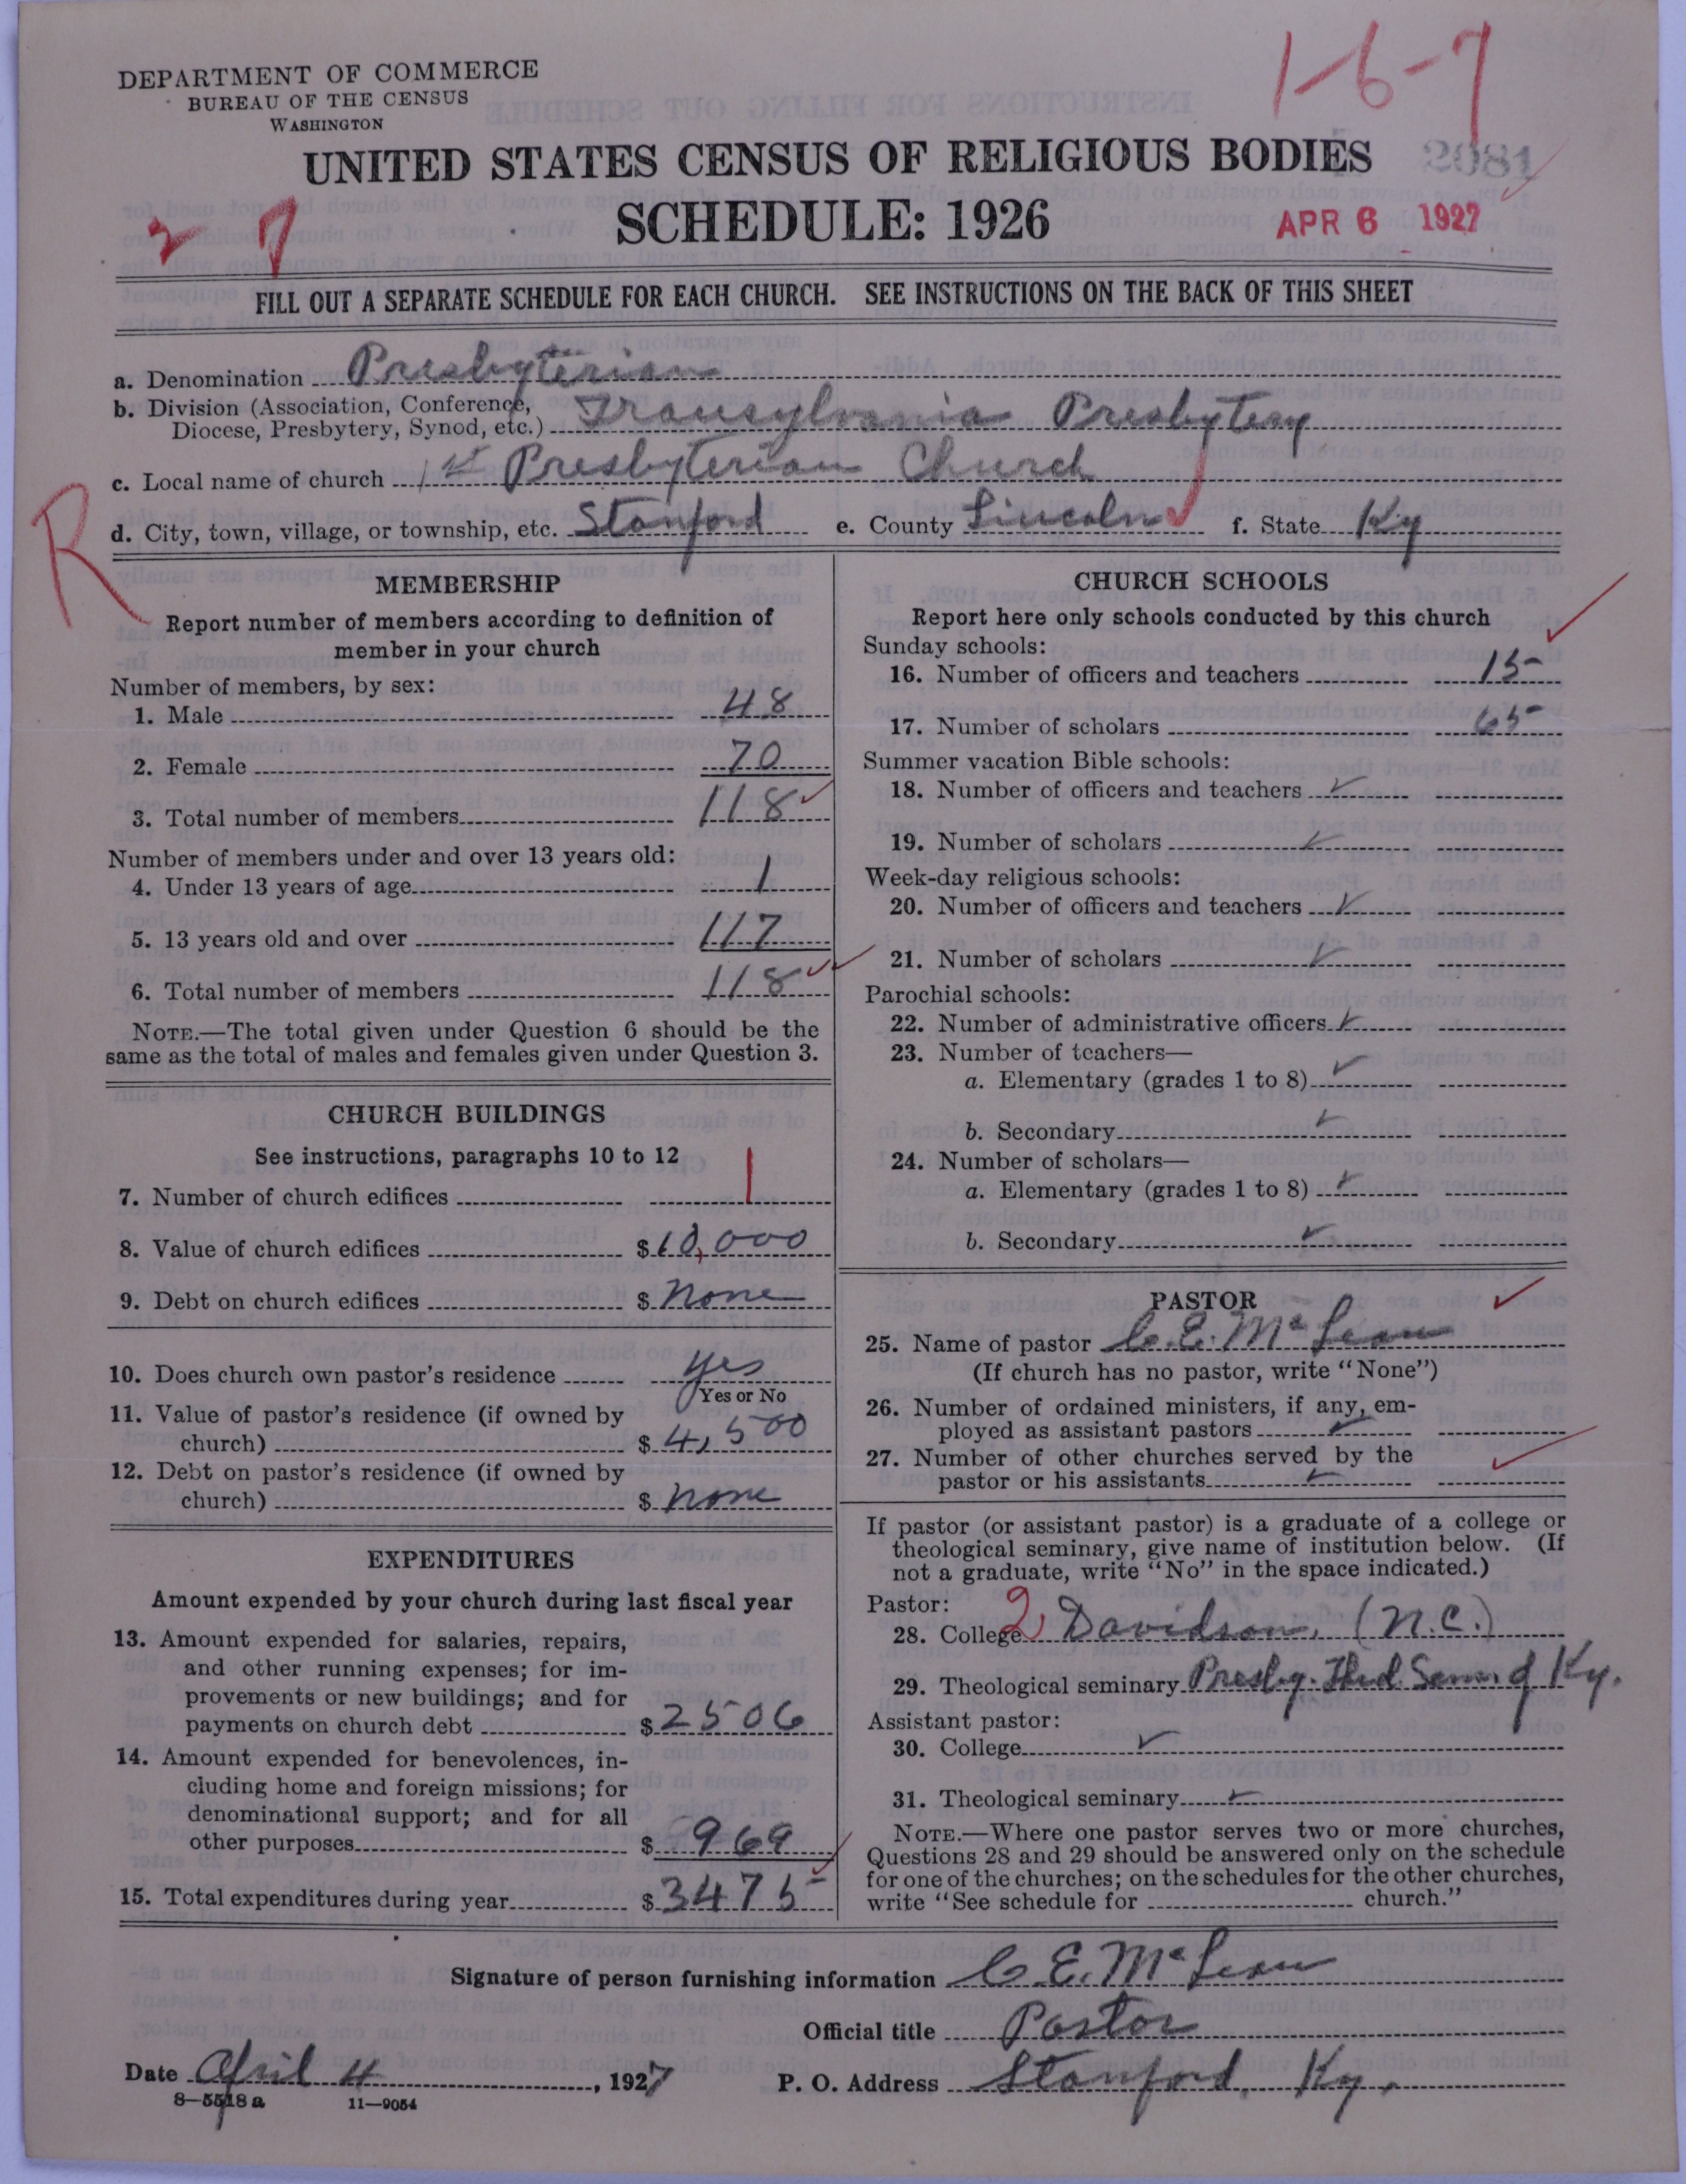 DEPARTMENT OF COMMERCE
BUREAU OF THE CENSUS
WASHINGTON
1-6-7
UNITED STATES CENSUS OF RELIGIOUS BODIES
2081
SCHEDULE: 1926
2 7
APR 6 1927
FILL OUT A SEPARATE SCHEDULE FOR EACH CHURCH. SEE INSTRUCTIONS ON THE BACK OF THIS SHEET
a. Denomination Presbyterian
b. Division (Association, Conference,
Diocese, Presbytery, Synod, etc.) Transylvania Presbytery
c. Local name of church 1st Presbyterian Church
R
d. City, town, village, or township, etc. Stanford e. County Lincoln f. State Ky
MEMBERSHIP
Report number of members according to definition of
member in your church
Number of members, by sex:
1. Male 48
2. Female 70
3. Total number of members 118
Number of members under and over 13 years old:
4. Under 13 years of age 1
5. 13 years old and over 117
6. Total number of members 118
NOTE.—The total given under Question 6 should be the
same as the total of males and females given under Question 3.
CHURCH BUILDINGS
See instructions, paragraphs 10 to 12
7. Number of church edifices 1
8. Value of church edifices $10,000
9. Debt on church edifices $ None
10. Does church own pastor's residence yes
Yes or No
11. Value of pastor's residence (if owned by
church) $ 4,500
12. Debt on pastor's residence (if owned by
church) $ none
EXPENDITURES
Amount expended by your church during last fiscal year
13. Amount expended for salaries, repairs,
and other running expenses; for im-
provements or new buildings; and for
payments on church debt $ 2506
14. Amount expended for benevolences, in-
cluding home and foreign missions; for
denominational support; and for all
other purposes $ 969
15. Total expenditures during year $ 3475
CHURCH SCHOOLS
Report here only schools conducted by this church
Sunday schools:
16. Number of officers and teachers 15
17. Number of scholars 65
Summer vacation Bible schools:
18. Number of officers and teachers
19. Number of scholars
Week-day religious schools:
20. Number of officers and teachers
21. Number of scholars
Parochial schools:
22. Number of administrative officers
23. Number of teachers—
a. Elementary (grades 1 to 8)
b. Secondary
24. Number of scholars—
a. Elementary (grades 1 to 8)
b. Secondary
PASTOR
25. Name of pastor C. E. McLean
(If church has no pastor, write "None")
26. Number of ordained ministers, if any, em-
ployed as assistant pastors
27. Number of other churches served by the
pastor or his assistants
If pastor (or assistant pastor) is a graduate of a college or
theological seminary, give name of institution below. (If
not a graduate, write "No" in the space indicated.)
Pastor:
28. College 2 Davidson, (N.C.)
29. Theological seminary Presby. Theol. Sem. of Ky.
Assistant pastor:
30. College
31. Theological seminary
NOTE.—Where one pastor serves two or more churches,
Questions 28 and 29 should be answered only on the schedule
for one of the churches; on the schedules for the other churches,
write "See schedule for church."
Signature of person furnishing information C. E. McLean
Official title Pastor
Date April 4, 1927 P. O. Address Stanford, Ky.
8—5518 a 11—9054